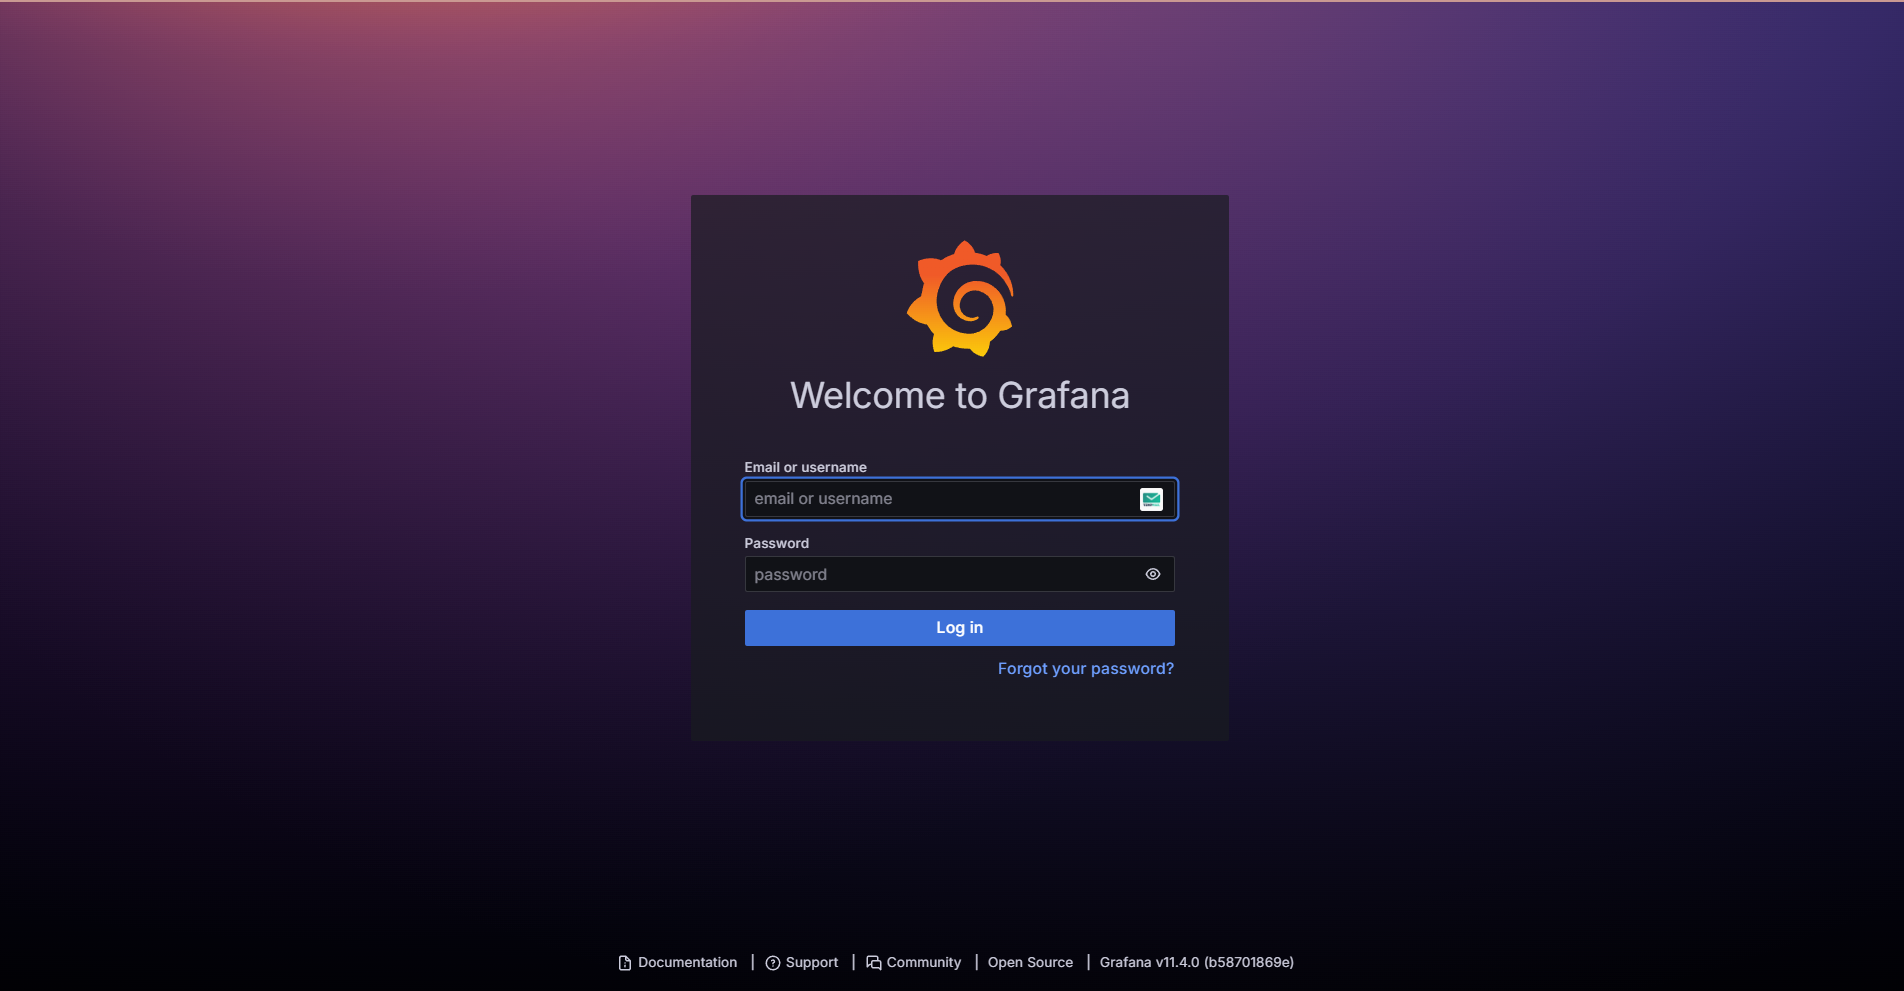 Welcome to Grafana
Email or username
email or username
Password
password
Log in
Forgot your password?
Documentation | Support | Community | Open Source | Grafana v11.4.0 (b58701869e)